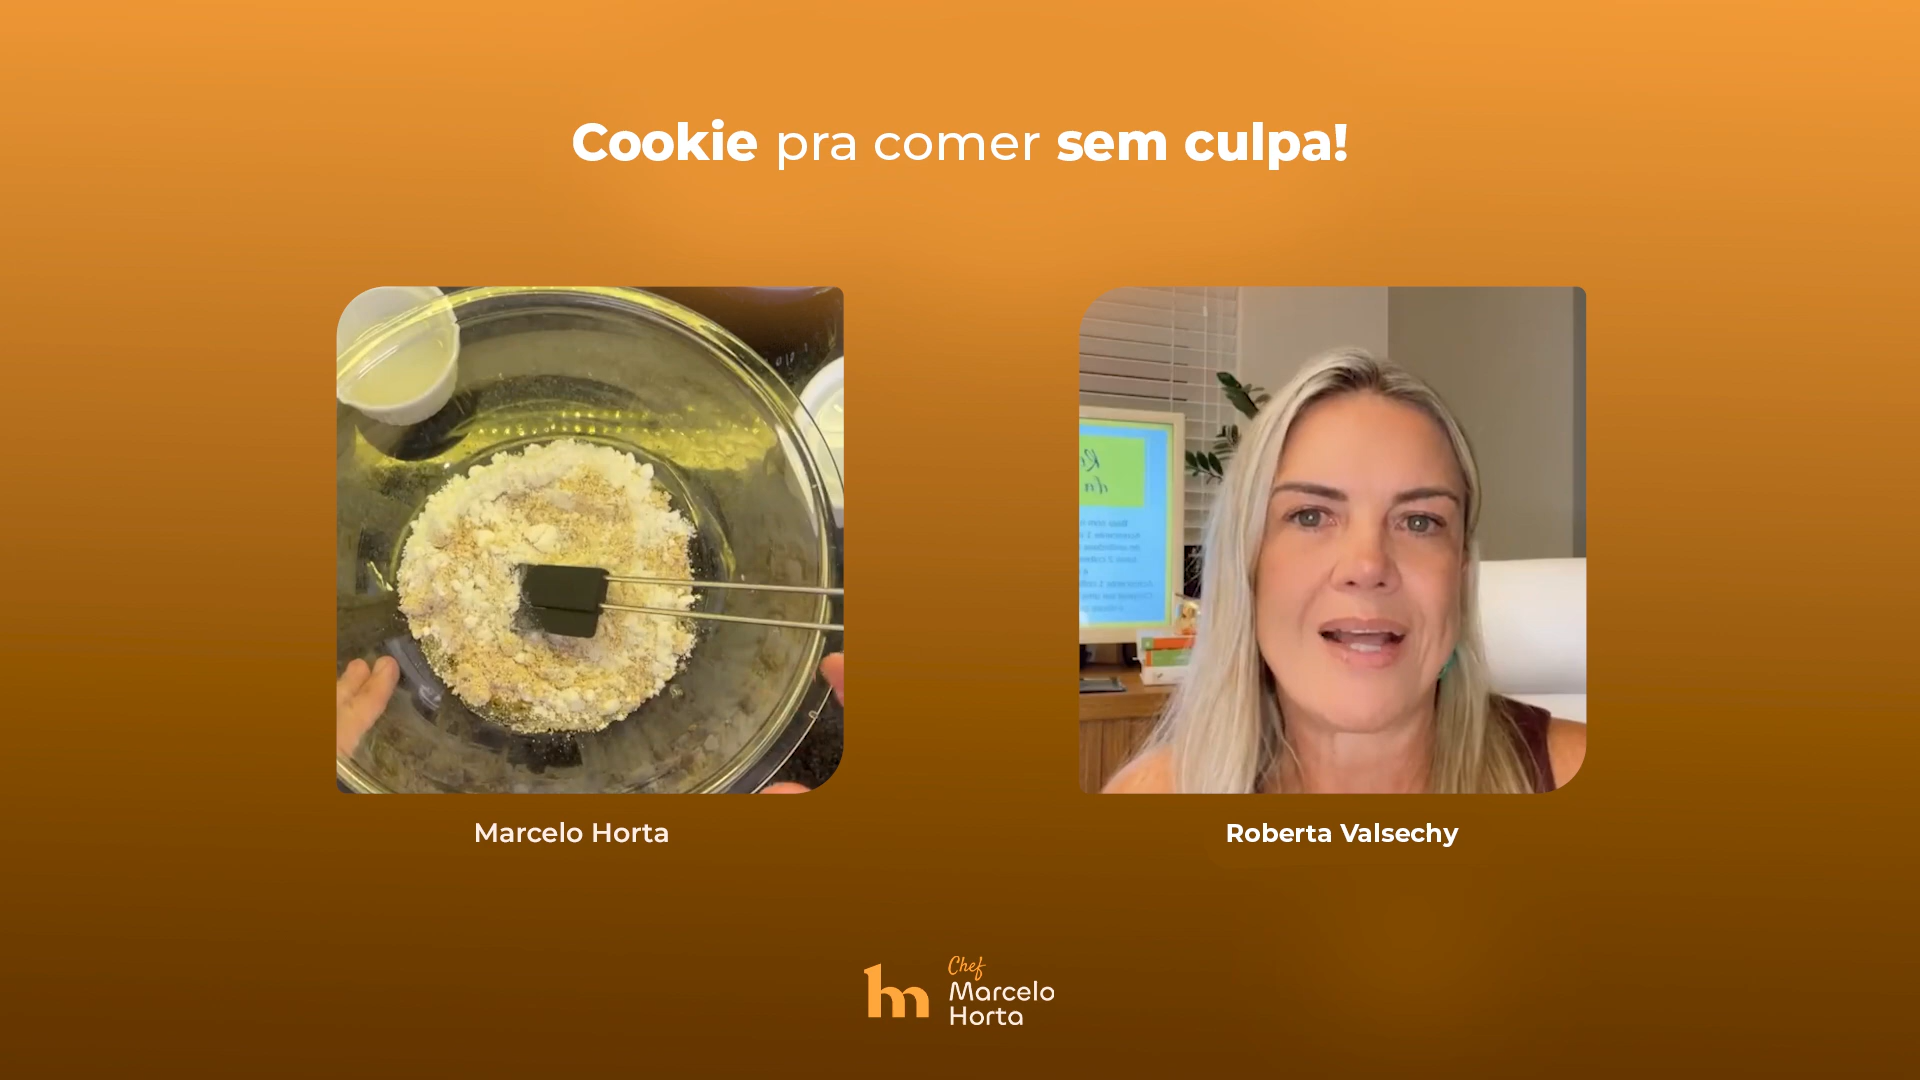 Cookie pra comer sem culpa!
Marcelo Horta
Roberta Valsechy
Chef
Marcelo
Horta